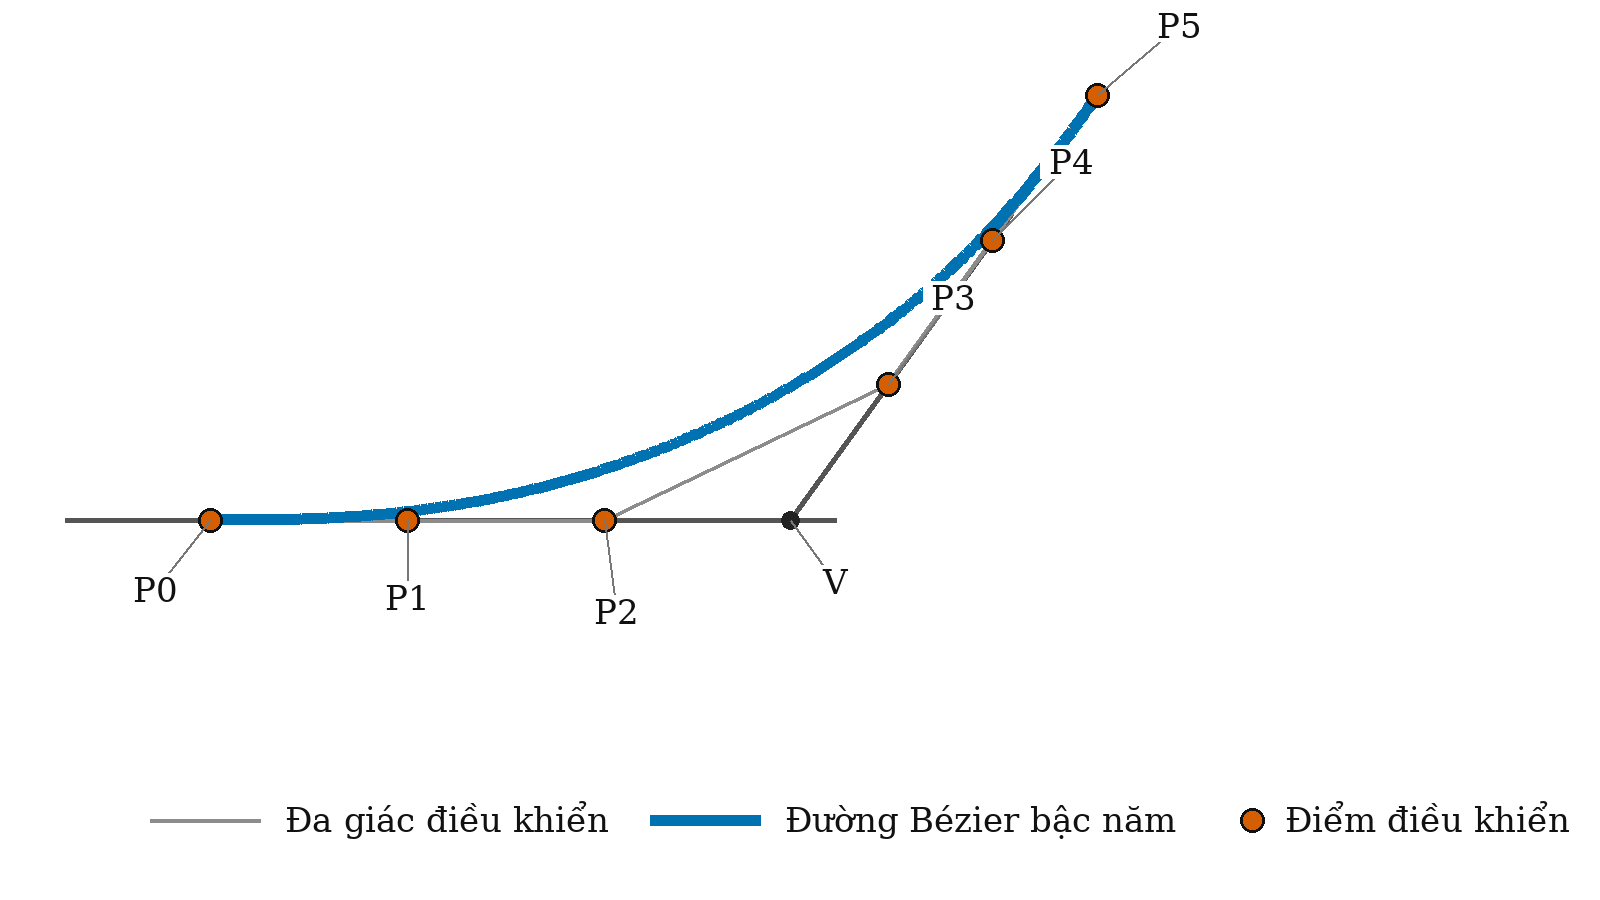 P5
P4
P3
P0
P1
P2
V
Đa giác điều khiển
Đường Bézier bậc năm
Điểm điều khiển